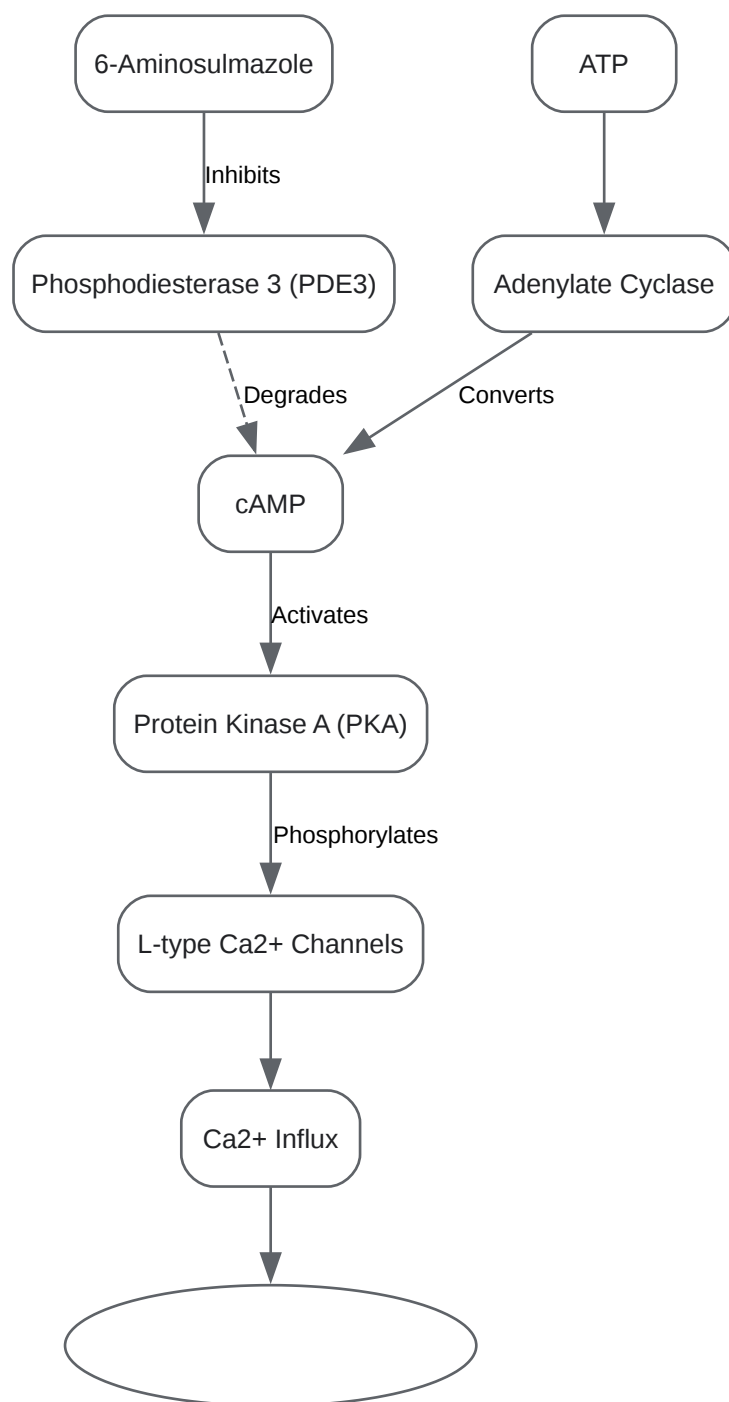 6-Aminosulmazole
ATP
Inhibits
Phosphodiesterase 3 (PDE3)
Adenylate Cyclase
Degrades
Converts
cAMP
Activates
Protein Kinase A (PKA)
Phosphorylates
L-type Ca2+ Channels
Ca2+ Influx